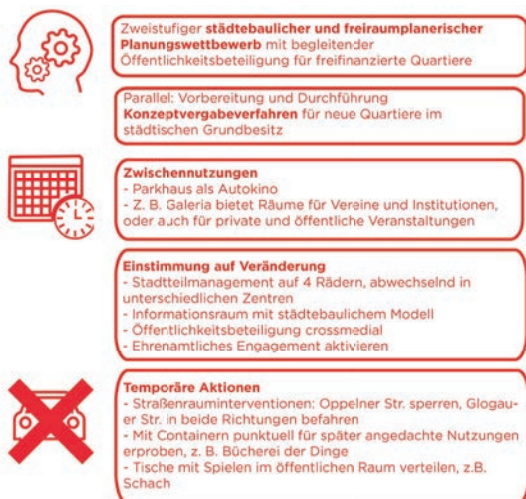 Zweistufiger städtebaulicher und freiraumplanerischer
Planungswettbewerb mit begleitender
Öffentlichkeitsbeteiligung für freifinanzierte Quartiere
Parallel: Vorbereitung und Durchführung
Konzeptvergabeverfahren für neue Quartiere im
städtischen Grundbesitz
Zwischennutzungen
- Parkhaus als Autokino
- Z. B. Galeria bietet Räume für Vereine und Institutionen,
oder auch für private und öffentliche Veranstaltungen
Einstimmung auf Veränderung
- Stadtteilmanagement auf 4 Rädern, abwechselnd in
unterschiedlichen Zentren
- Informationsraum mit städtebaulichem Modell
- Öffentlichkeitsbeteiligung crossmedial
- Ehrenamtliches Engagement aktivieren
Temporäre Aktionen
- Straßenrauminterventionen: Oppelner Str. sperren, Glogau-
er Str. in beide Richtungen befahren
- Mit Containern punktuell für später angedachte Nutzungen
erproben, z. B. Bücherei der Dinge
- Tische mit Spielen im öffentlichen Raum verteilen, z.B.
Schach